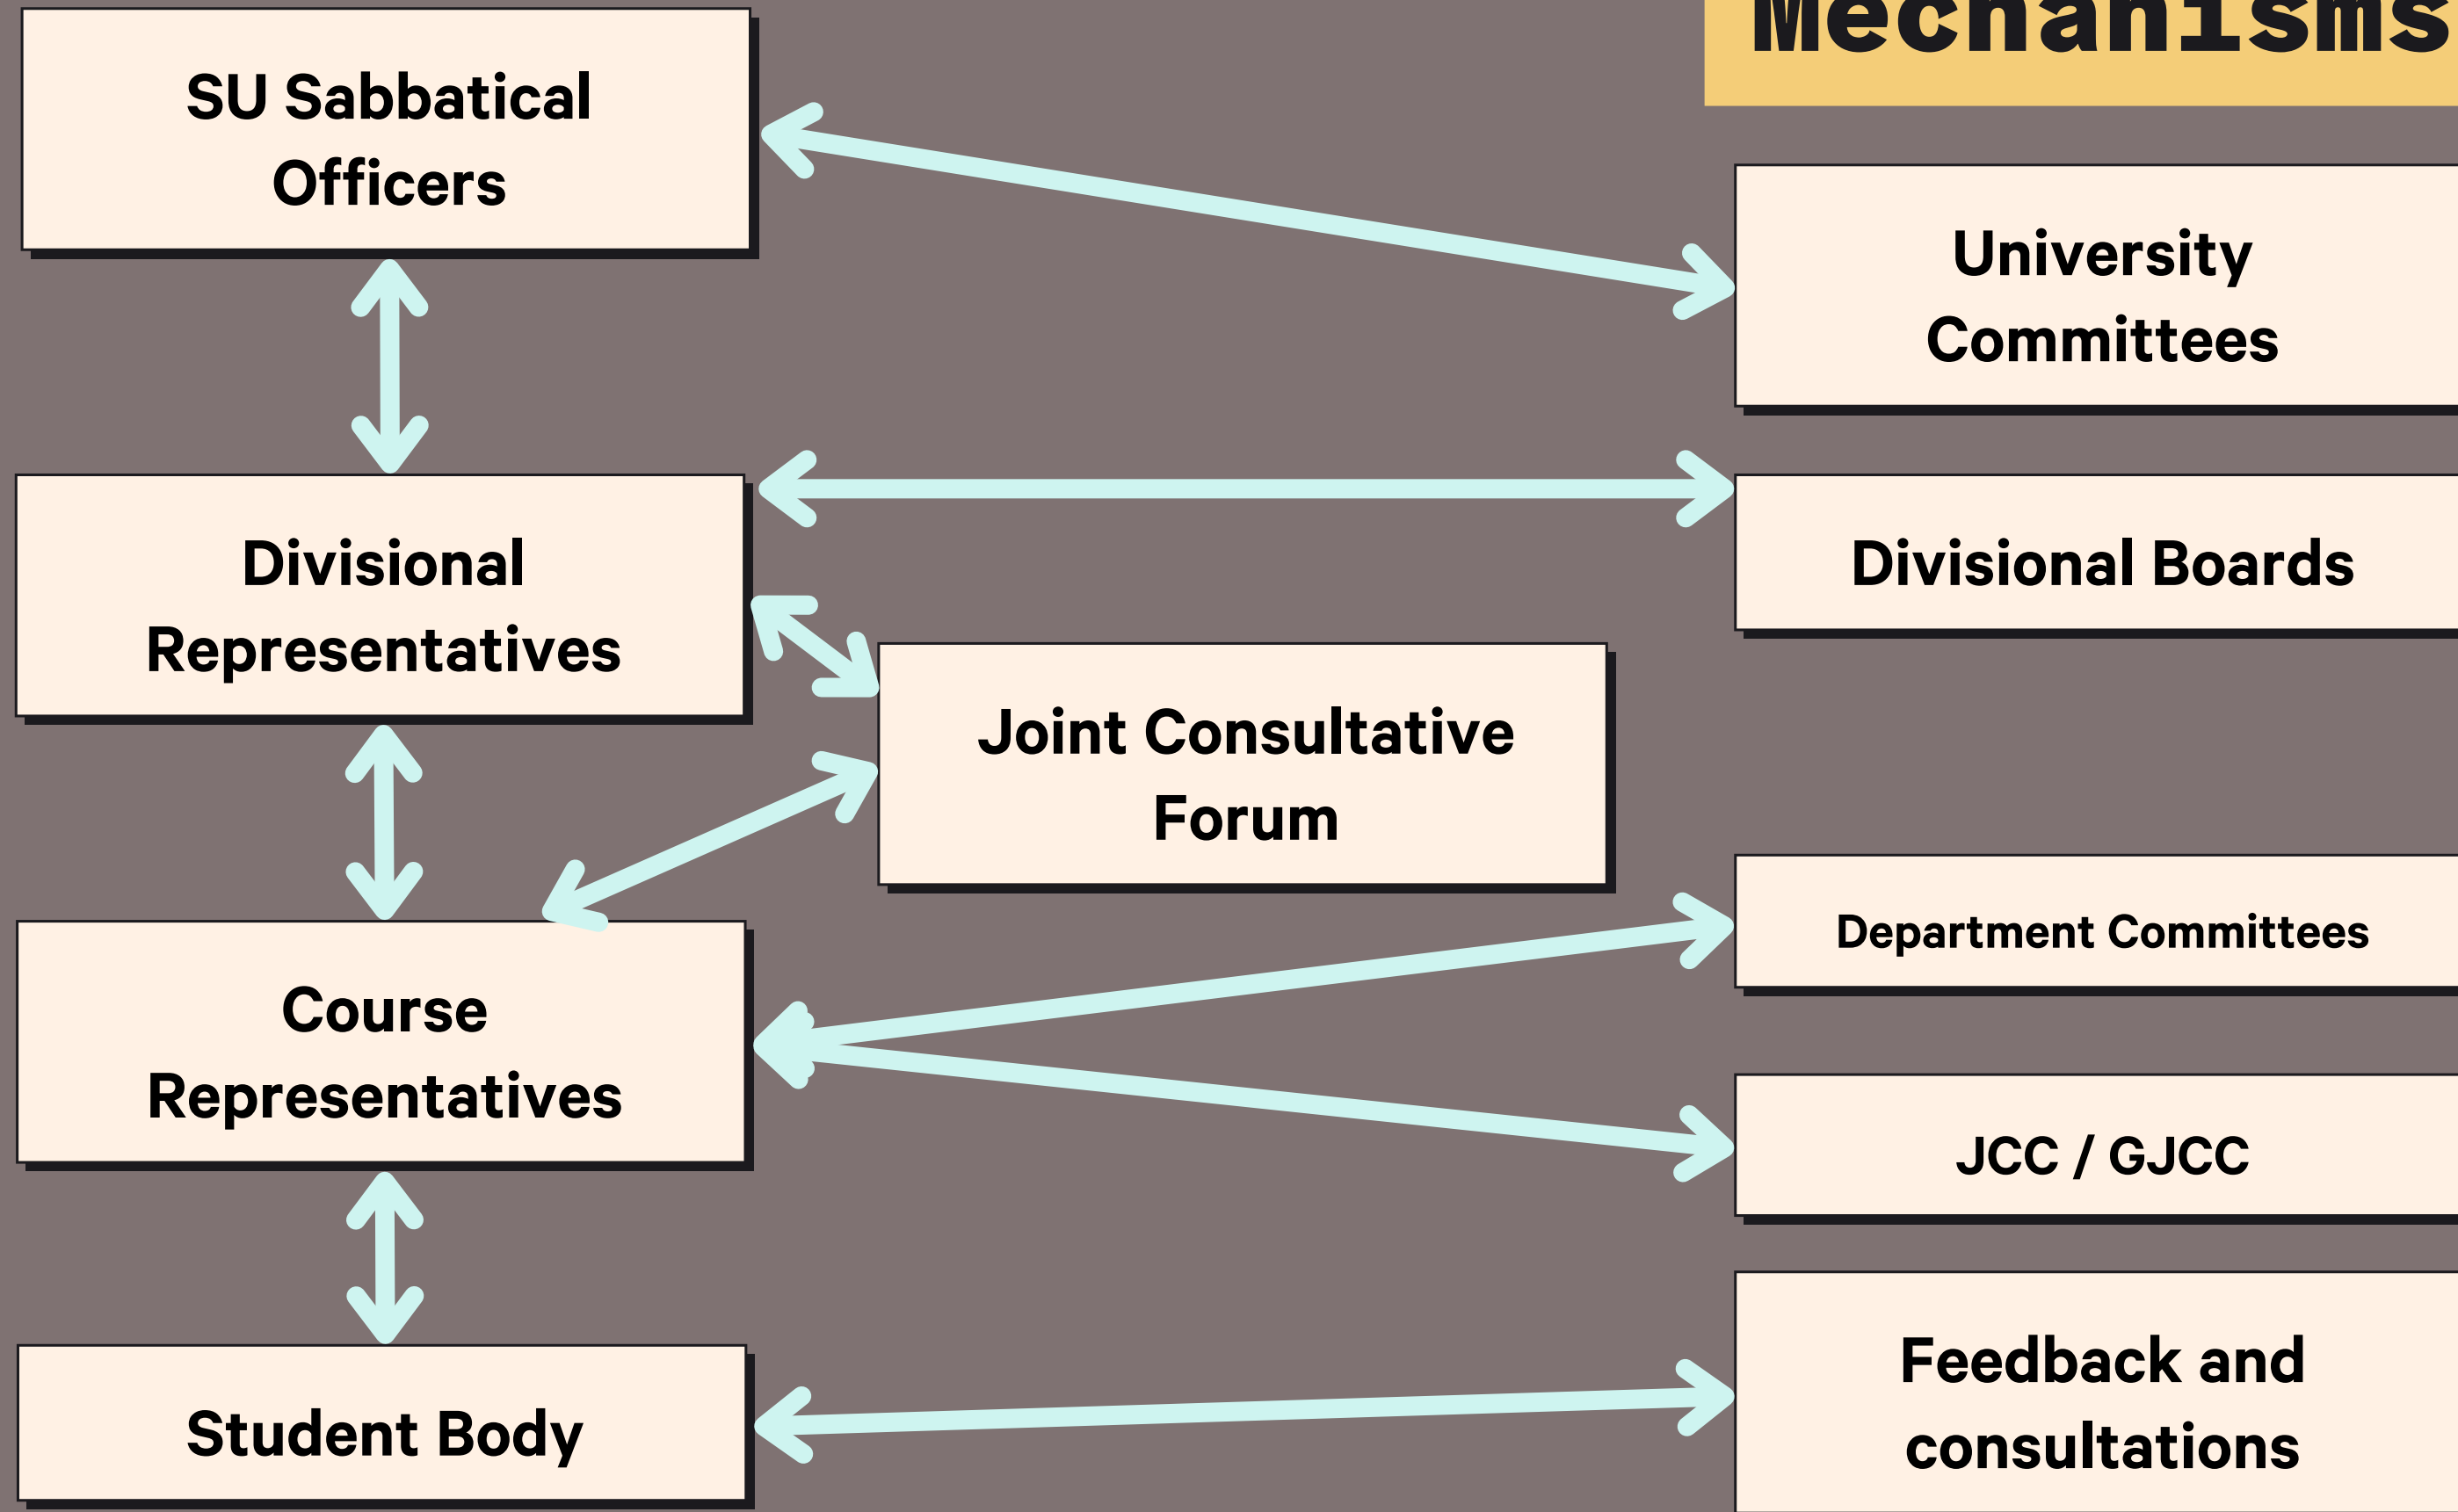 Mechanisms
SU Sabbatical
Officers
University
Committees
Divisional
Representatives
Divisional Boards
Joint Consultative
Forum
Department Committees
Course
Representatives
JCC / GJCC
Feedback and
consultations
Student Body